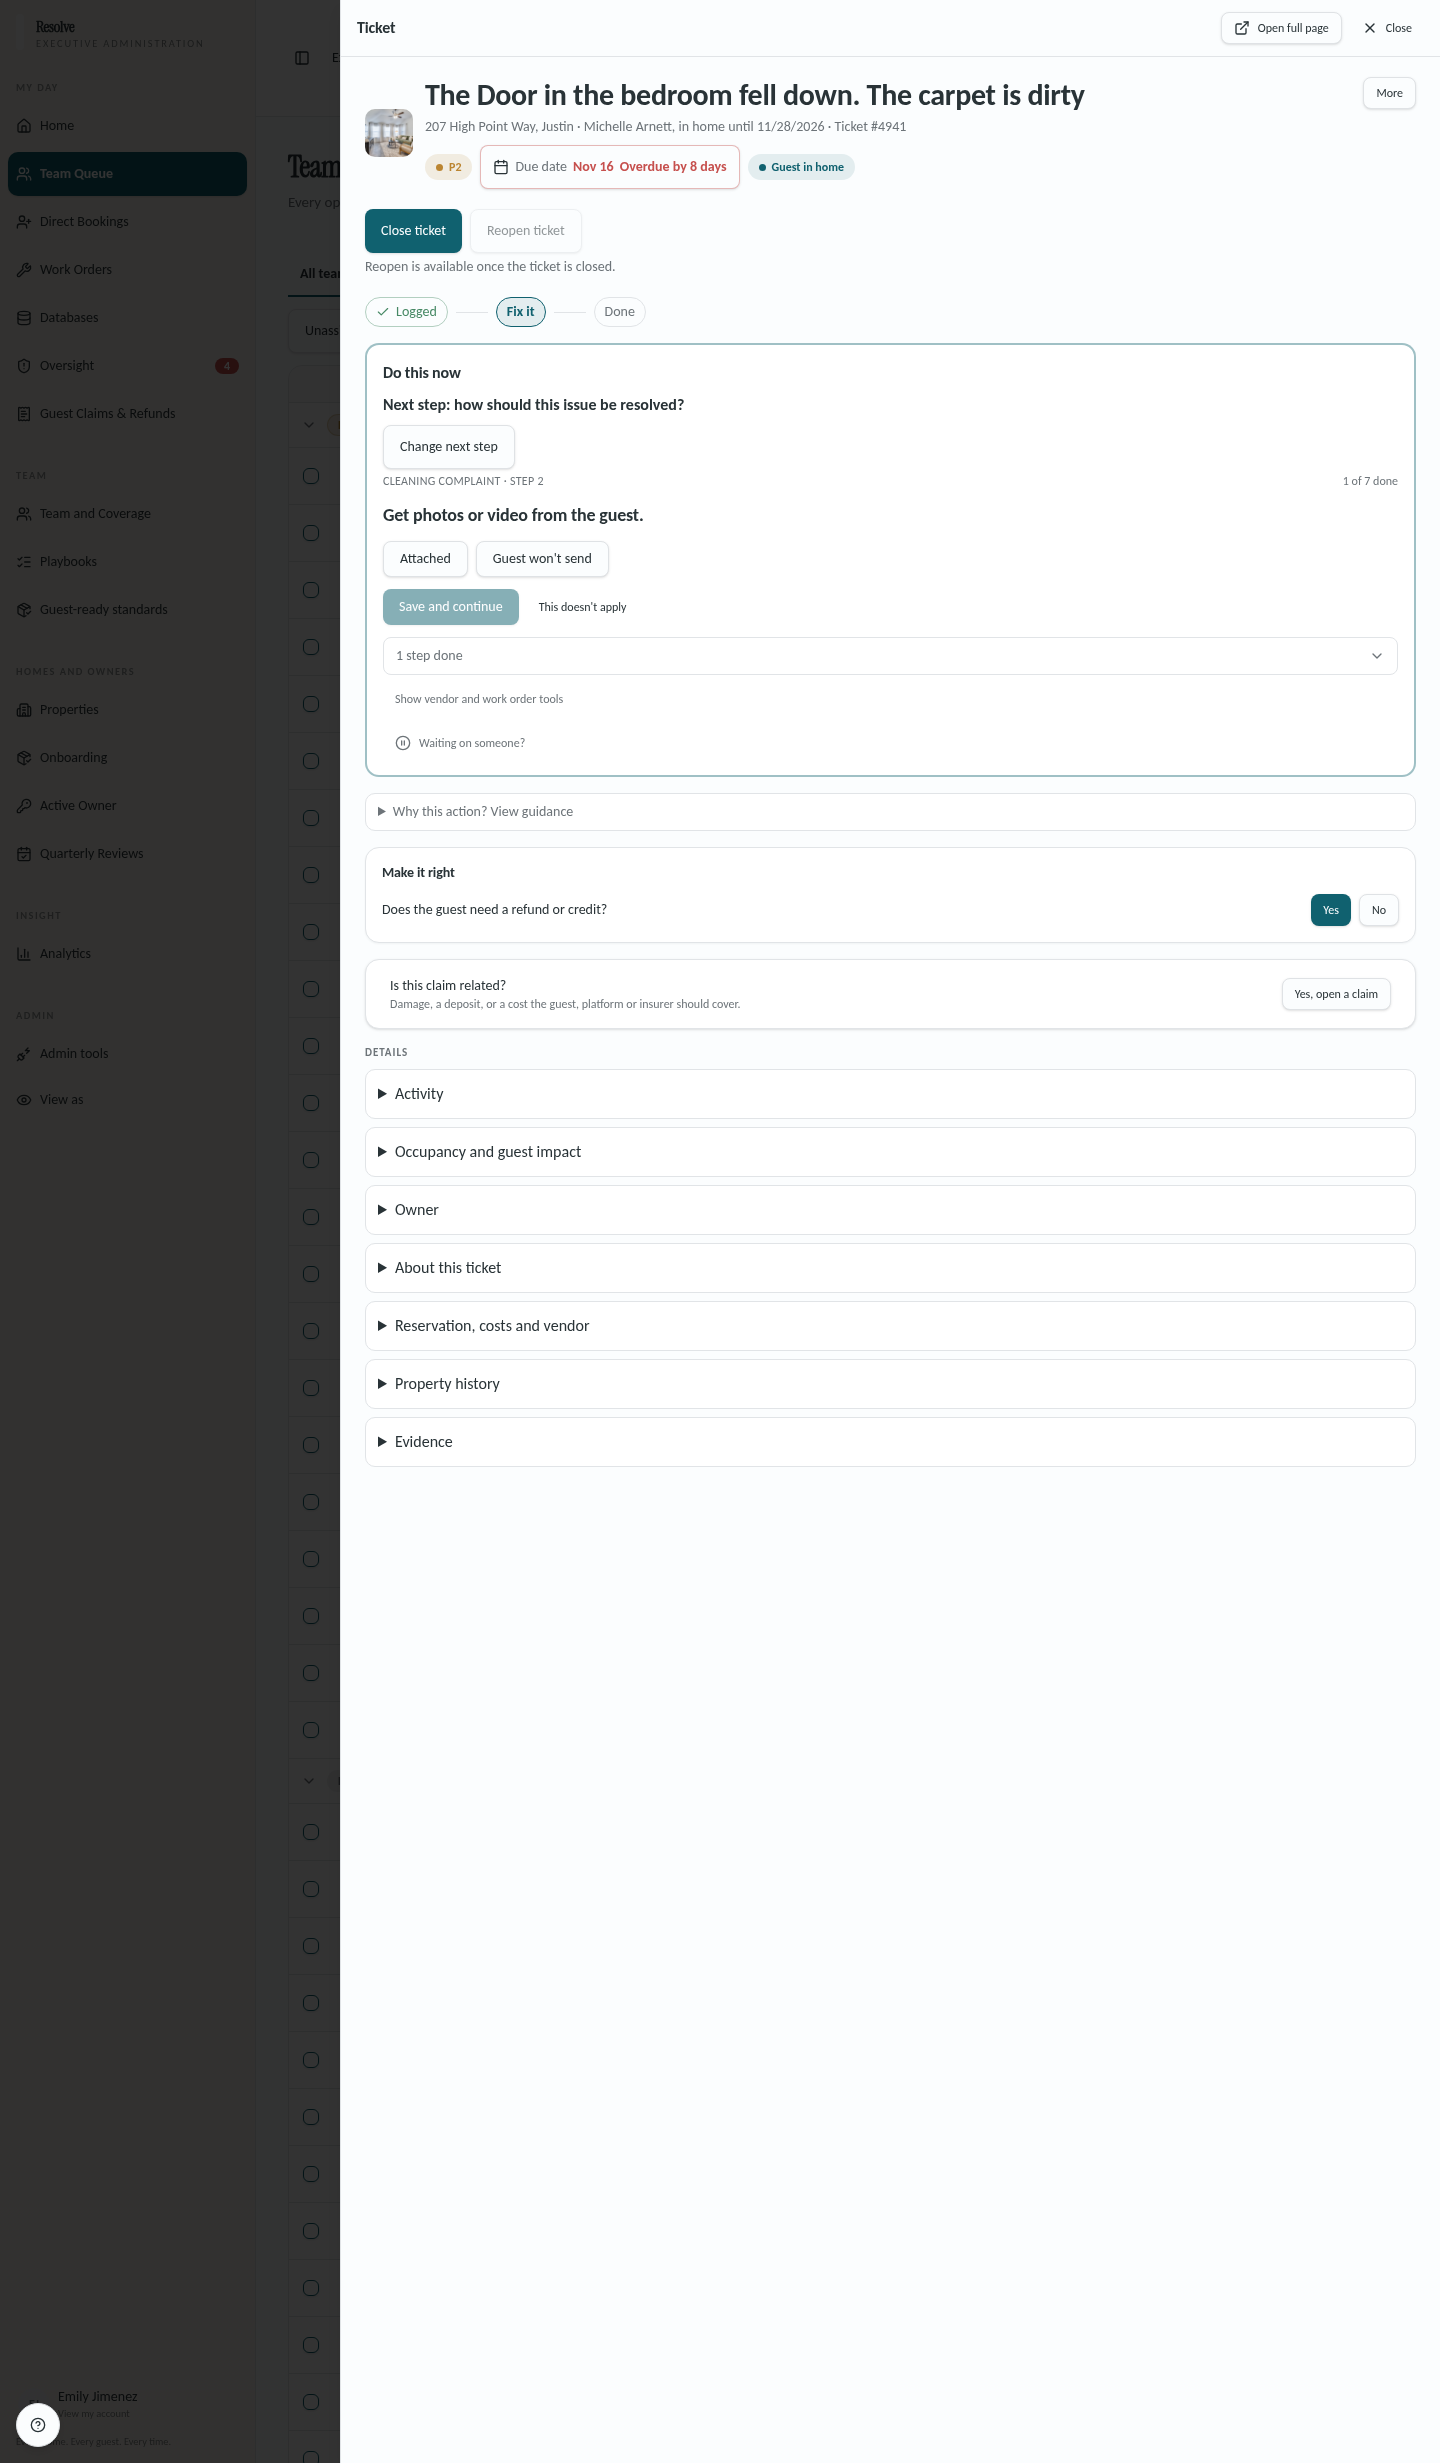 Resolve
EXECUTIVE ADMINISTRATION
MY DAY
Home
Team Queue
Direct Bookings
Work Orders
Databases
Oversight
4
Guest Claims & Refunds
TEAM
Team and Coverage
Playbooks
Guest-ready standards
HOMES AND OWNERS
Properties
Onboarding
Active Owner
Quarterly Reviews
INSIGHT
Analytics
ADMIN
Admin tools
View as
Emily Jimenez
View my account
Every guest. Every time.
Team
Every op
All tea
Unass
Ticket
Open full page
Close
The Door in the bedroom fell down. The carpet is dirty
More
207 High Point Way, Justin · Michelle Arnett, in home until 11/28/2026 · Ticket #4941
P2
Due date Nov 16 Overdue by 8 days
Guest in home
Close ticket
Reopen ticket
Reopen is available once the ticket is closed.
Logged
Fix it
Done
Do this now
Next step: how should this issue be resolved?
Change next step
CLEANING COMPLAINT · STEP 2
1 of 7 done
Get photos or video from the guest.
Attached
Guest won't send
Save and continue
This doesn't apply
1 step done
Show vendor and work order tools
Waiting on someone?
Why this action? View guidance
Make it right
Does the guest need a refund or credit?
Yes
No
Is this claim related?
Damage, a deposit, or a cost the guest, platform or insurer should cover.
Yes, open a claim
DETAILS
Activity
Occupancy and guest impact
Owner
About this ticket
Reservation, costs and vendor
Property history
Evidence